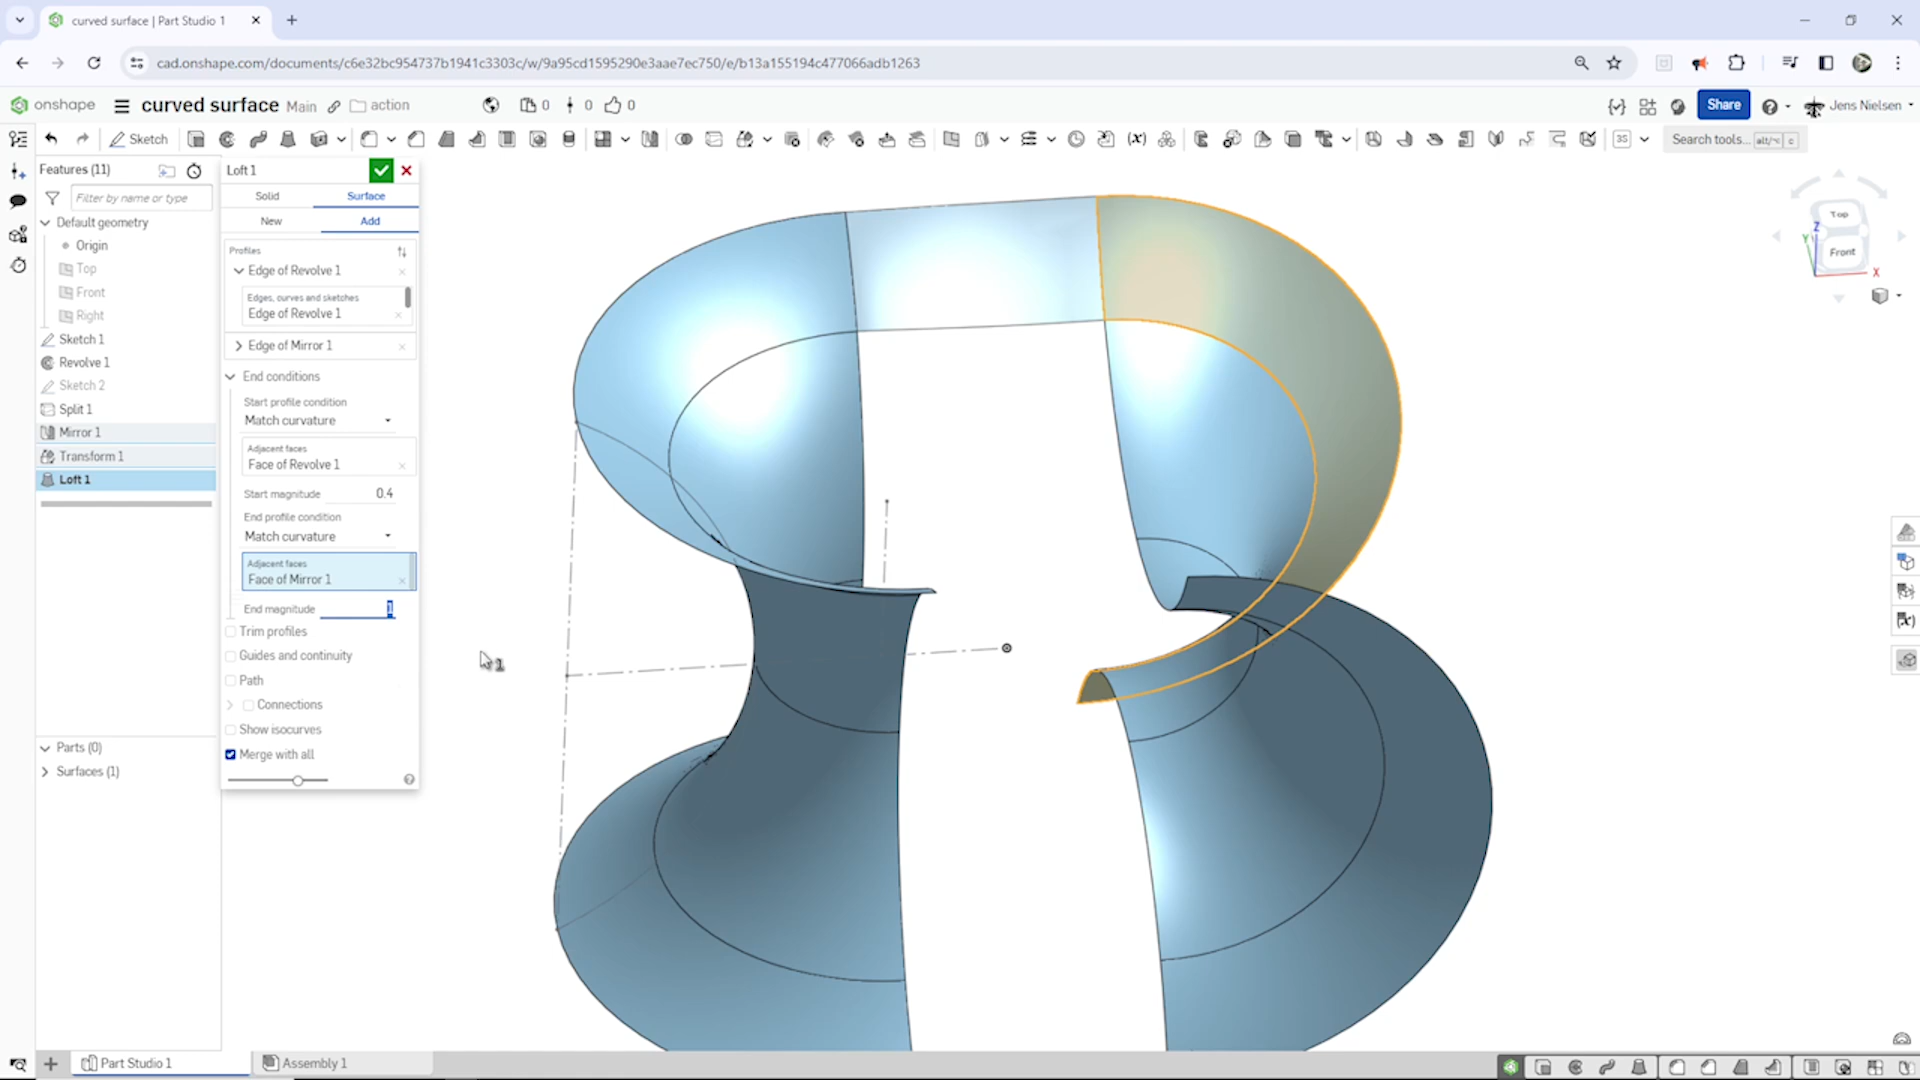 curved surface | Part Studio 1
cad.onshape.com/documents/c6e32bc954737b1941c3303c/w/9a95cd1595290e3aae7ec750/e/b13a155194c477066adb1263
onshape
curved surface Main action 0 0 0
Share
Jens Nielsen
Sketch
Search tools... alt/⌥ c
Features (11)
Filter by name or type
Default geometry
Origin
Top
Front
Right
Sketch 1
Revolve 1
Sketch 2
Split 1
Mirror 1
Transform 1
Loft 1
Parts (0)
Surfaces (1)
Loft 1
Solid Surface
New Add
Profiles
Edge of Revolve 1
Edges, curves and sketches
Edge of Revolve 1
Edge of Mirror 1
End conditions
Start profile condition
Match curvature
Adjacent faces
Face of Revolve 1
Start magnitude 0.4
End profile condition
Match curvature
Adjacent faces
Face of Mirror 1
End magnitude 1
Trim profiles
Guides and continuity
Path
Connections
Show isocurves
Merge with all
Top
Front
Z
Y
X
Part Studio 1
Assembly 1